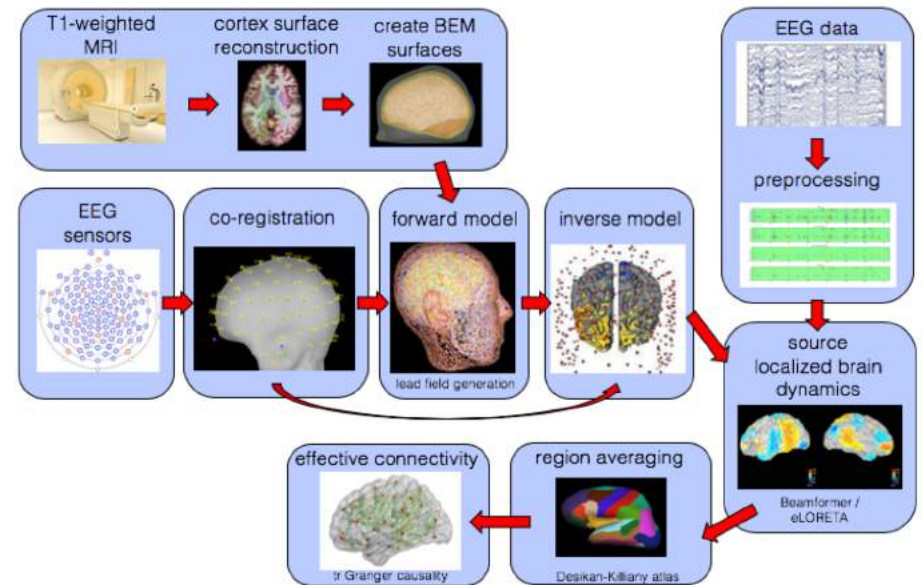 T1-weighted
MRI
cortex surface
reconstruction
create BEM
surfaces
EEG data
preprocessing
EEG
sensors
co-registration
forward model
lead field generation
inverse model
source
localized brain
dynamics
Beamformer /
eLORETA
region averaging
Desikan-Killiany atlas
effective connectivity
tr Granger causality